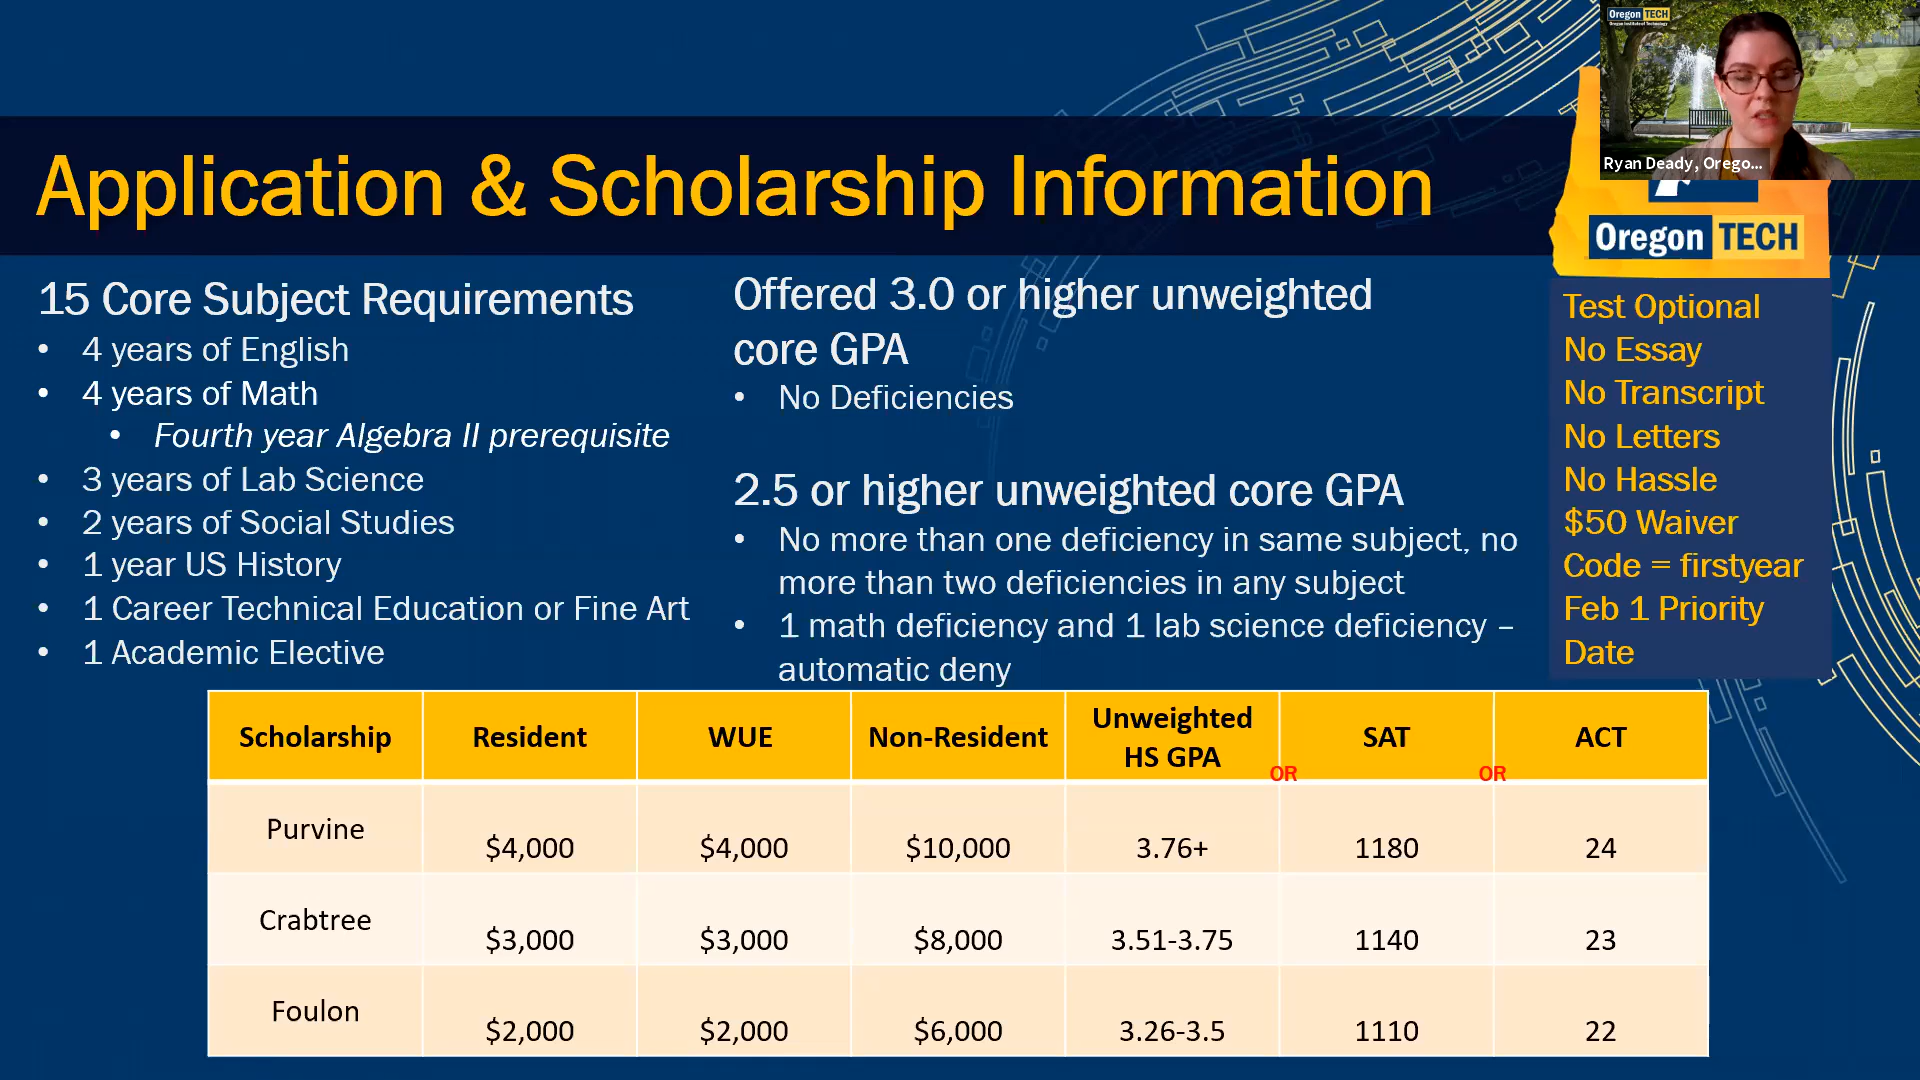 Oregon TECH
Ryan Deady, Orego...
Application & Scholarship Information
Oregon TECH
15 Core Subject Requirements
• 4 years of English
• 4 years of Math
• Fourth year Algebra II prerequisite
• 3 years of Lab Science
• 2 years of Social Studies
• 1 year US History
• 1 Career Technical Education or Fine Art
• 1 Academic Elective
Offered 3.0 or higher unweighted
core GPA
• No Deficiencies
2.5 or higher unweighted core GPA
• No more than one deficiency in same subject, no
more than two deficiencies in any subject
• 1 math deficiency and 1 lab science deficiency –
automatic deny
Test Optional
No Essay
No Transcript
No Letters
No Hassle
$50 Waiver
Code = firstyear
Feb 1 Priority
Date
Scholarship Resident WUE Non-Resident Unweighted HS GPA OR SAT OR ACT
Purvine $4,000 $4,000 $10,000 3.76+ 1180 24
Crabtree $3,000 $3,000 $8,000 3.51-3.75 1140 23
Foulon $2,000 $2,000 $6,000 3.26-3.5 1110 22